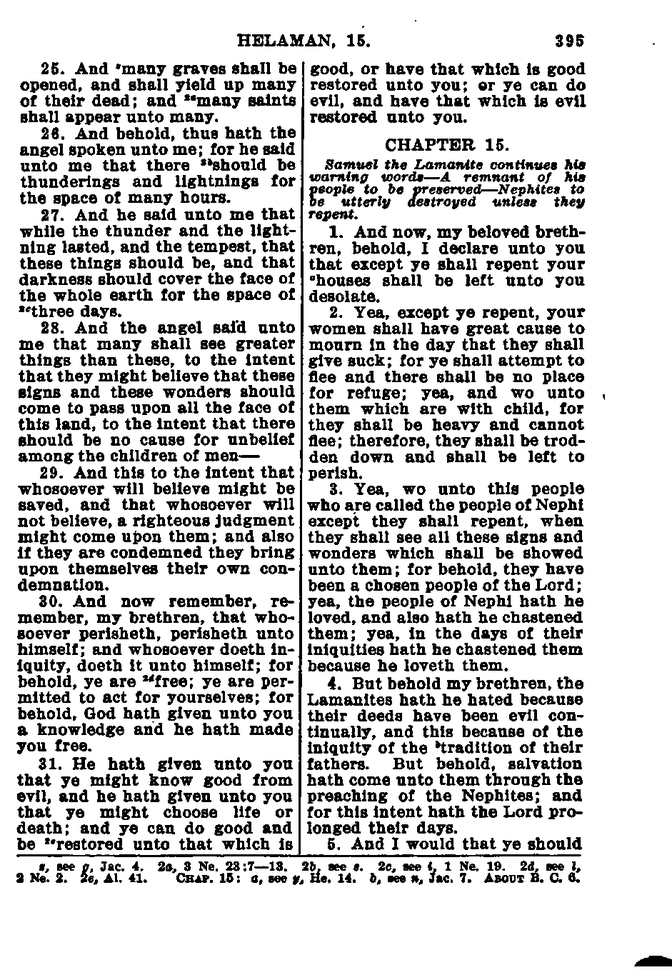 HELAMAN, 15. 395
25. And ˢmany graves shall be
opened, and shall yield up many
of their dead; and ²ᵃmany saints
shall appear unto many.
26. And behold, thus hath the
angel spoken unto me; for he said
unto me that there ²ᵇshould be
thunderings and lightnings for
the space of many hours.
27. And he said unto me that
while the thunder and the light-
ning lasted, and the tempest, that
these things should be, and that
darkness should cover the face of
the whole earth for the space of
²ᶜthree days.
28. And the angel said unto
me that many shall see greater
things than these, to the intent
that they might believe that these
signs and these wonders should
come to pass upon all the face of
this land, to the intent that there
should be no cause for unbelief
among the children of men—
29. And this to the intent that
whosoever will believe might be
saved, and that whosoever will
not believe, a righteous judgment
might come upon them; and also
if they are condemned they bring
upon themselves their own con-
demnation.
30. And now remember, re-
member, my brethren, that who-
soever perisheth, perisheth unto
himself; and whosoever doeth in-
iquity, doeth it unto himself; for
behold, ye are ²ᵈfree; ye are per-
mitted to act for yourselves; for
behold, God hath given unto you
a knowledge and he hath made
you free.
31. He hath given unto you
that ye might know good from
evil, and he hath given unto you
that ye might choose life or
death; and ye can do good and
be ²ᵉrestored unto that which is
good, or have that which is good
restored unto you; or ye can do
evil, and have that which is evil
restored unto you.
CHAPTER 15.
Samuel the Lamanite continues his
warning words—A remnant of his
people to be preserved—Nephites to
be utterly destroyed unless they
repent.
1. And now, my beloved breth-
ren, behold, I declare unto you
that except ye shall repent your
ᵃhouses shall be left unto you
desolate.
2. Yea, except ye repent, your
women shall have great cause to
mourn in the day that they shall
give suck; for ye shall attempt to
flee and there shall be no place
for refuge; yea, and wo unto
them which are with child, for
they shall be heavy and cannot
flee; therefore, they shall be trod-
den down and shall be left to
perish.
3. Yea, wo unto this people
who are called the people of Nephi
except they shall repent, when
they shall see all these signs and
wonders which shall be showed
unto them; for behold, they have
been a chosen people of the Lord;
yea, the people of Nephi hath he
loved, and also hath he chastened
them; yea, in the days of their
iniquities hath he chastened them
because he loveth them.
4. But behold my brethren, the
Lamanites hath he hated because
their deeds have been evil con-
tinually, and this because of the
iniquity of the ᵇtradition of their
fathers. But behold, salvation
hath come unto them through the
preaching of the Nephites; and
for this intent hath the Lord pro-
longed their days.
5. And I would that ye should
s, see g, Jac. 4. 2a, 3 Ne. 23:7—13. 2b, see s. 2c, see i, 1 Ne. 19. 2d, see l,
2 Ne. 2. 2e, Al. 41. CHAP. 15: a, see y, He. 14. b, see n, Jac. 7. ABOUT B. C. 6.